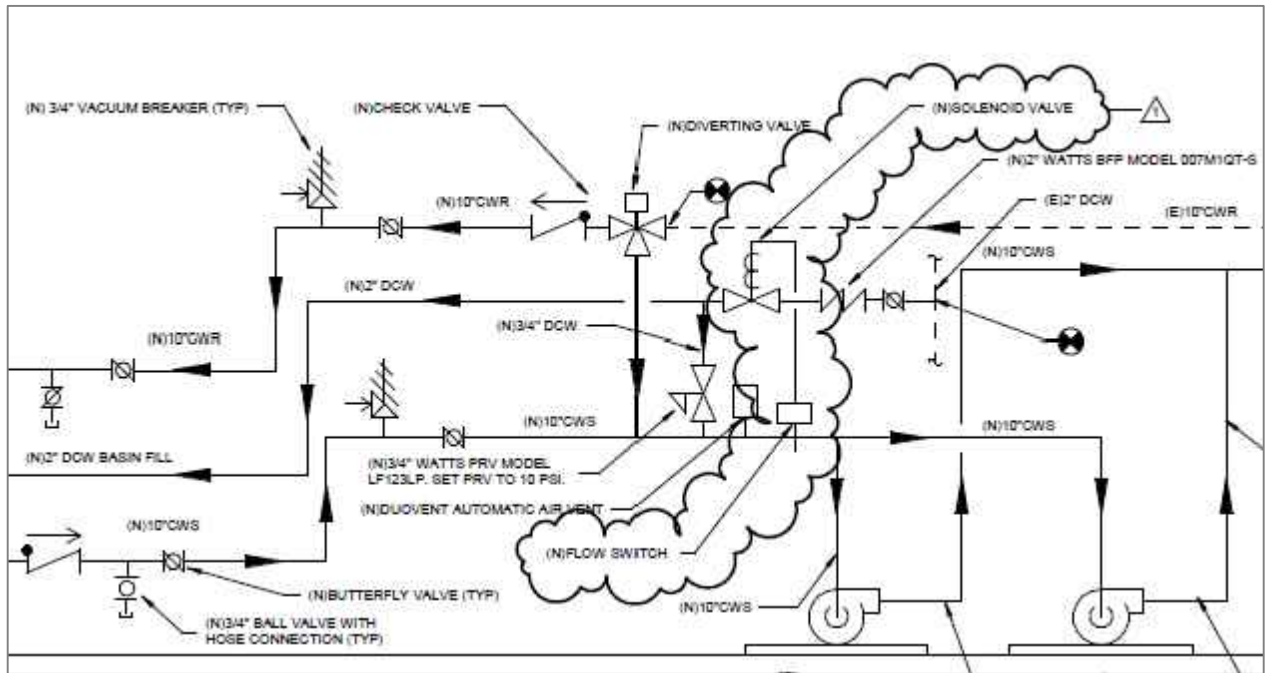 (N) 3/4" VACUUM BREAKER (TYP)
(N)CHECK VALVE
(N)SOLENOID VALVE
1
(N)DIVERTING VALVE
(N)2" WATTS BFP MODEL 007M1QT-S
(E)2" DCW
(N)10"CWR
(E)10"CWR
(N)10"CWS
(N)2" DCW
(N)3/4" DCW
(N)10"CWR
(N)10"CWS
(N)10"CWS
(N)2" DCW BASIN FILL
(N)3/4" WATTS PRV MODEL
LF123LP. SET PRV TO 10 PSI.
(N)DUOVENT AUTOMATIC AIR VENT
(N)10"CWS
(N)FLOW SWITCH
(N)BUTTERFLY VALVE (TYP)
(N)10"CWS
(N)3/4" BALL VALVE WITH
HOSE CONNECTION (TYP)